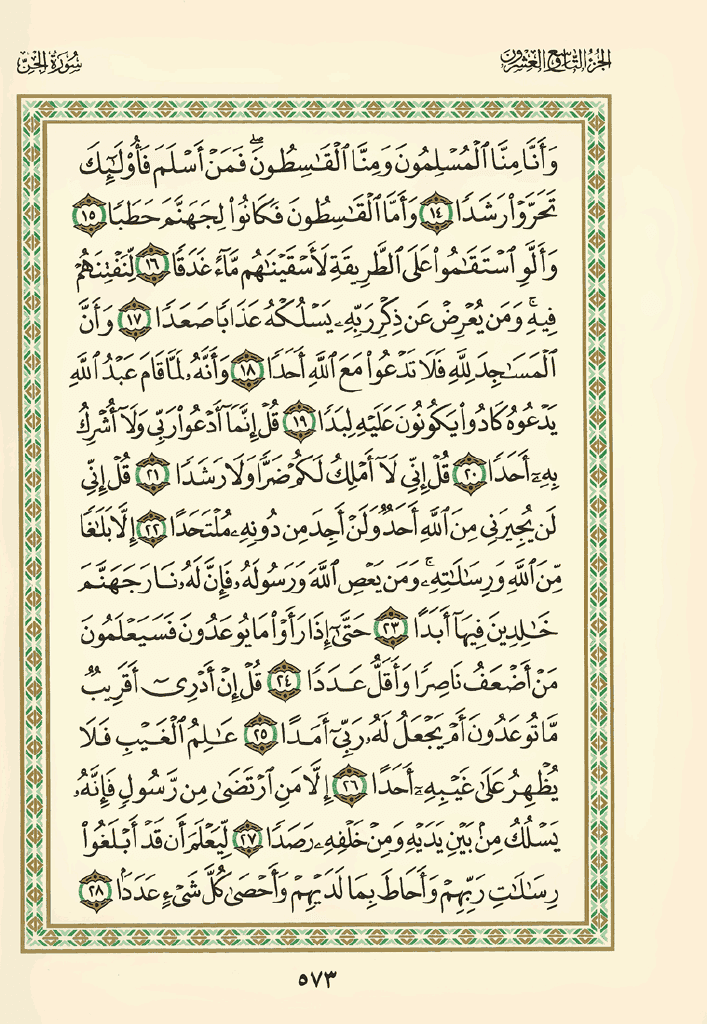 الجزء التاسع والعشرون
سورة الجن
وَأَنَّا مِنَّا ٱلْمُسْلِمُونَ وَمِنَّا ٱلْقَٰسِطُونَۖ فَمَنْ أَسْلَمَ فَأُو۟لَٰٓئِكَ
تَحَرَّوْا۟ رَشَدًا ١٤ وَأَمَّا ٱلْقَٰسِطُونَ فَكَانُوا۟ لِجَهَنَّمَ حَطَبًا ١٥
وَأَلَّوِ ٱسْتَقَٰمُوا۟ عَلَى ٱلطَّرِيقَةِ لَأَسْقَيْنَٰهُم مَّآءً غَدَقًا ١٦ لِّنَفْتِنَهُمْ
فِيهِۚ وَمَن يُعْرِضْ عَن ذِكْرِ رَبِّهِۦ يَسْلُكْهُ عَذَابًا صَعَدًا ١٧ وَأَنَّ
ٱلْمَسَٰجِدَ لِلَّهِ فَلَا تَدْعُوا۟ مَعَ ٱللَّهِ أَحَدًا ١٨ وَأَنَّهُۥ لَمَّا قَامَ عَبْدُ ٱللَّهِ
يَدْعُوهُ كَادُوا۟ يَكُونُونَ عَلَيْهِ لِبَدًا ١٩ قُلْ إِنَّمَآ أَدْعُوا۟ رَبِّى وَلَآ أُشْرِكُ
بِهِۦٓ أَحَدًا ٢٠ قُلْ إِنِّى لَآ أَمْلِكُ لَكُمْ ضَرًّا وَلَا رَشَدًا ٢١ قُلْ إِنِّى
لَن يُجِيرَنِى مِنَ ٱللَّهِ أَحَدٌ وَلَنْ أَجِدَ مِن دُونِهِۦ مُلْتَحَدًا ٢٢ إِلَّا بَلَٰغًا
مِّنَ ٱللَّهِ وَرِسَٰلَٰتِهِۦۚ وَمَن يَعْصِ ٱللَّهَ وَرَسُولَهُۥ فَإِنَّ لَهُۥ نَارَ جَهَنَّمَ
خَٰلِدِينَ فِيهَآ أَبَدًا ٢٣ حَتَّىٰٓ إِذَا رَأَوْا۟ مَا يُوعَدُونَ فَسَيَعْلَمُونَ
مَنْ أَضْعَفُ نَاصِرًا وَأَقَلُّ عَدَدًا ٢٤ قُلْ إِنْ أَدْرِىٓ أَقَرِيبٌ
مَّا تُوعَدُونَ أَمْ يَجْعَلُ لَهُۥ رَبِّىٓ أَمَدًا ٢٥ عَٰلِمُ ٱلْغَيْبِ فَلَا
يُظْهِرُ عَلَىٰ غَيْبِهِۦٓ أَحَدًا ٢٦ إِلَّا مَنِ ٱرْتَضَىٰ مِن رَّسُولٍ فَإِنَّهُۥ
يَسْلُكُ مِنۢ بَيْنِ يَدَيْهِ وَمِنْ خَلْفِهِۦ رَصَدًا ٢٧ لِّيَعْلَمَ أَن قَدْ أَبْلَغُوا۟
رِسَٰلَٰتِ رَبِّهِمْ وَأَحَاطَ بِمَا لَدَيْهِمْ وَأَحْصَىٰ كُلَّ شَىْءٍ عَدَدًۢا ٢٨
٥٧٣